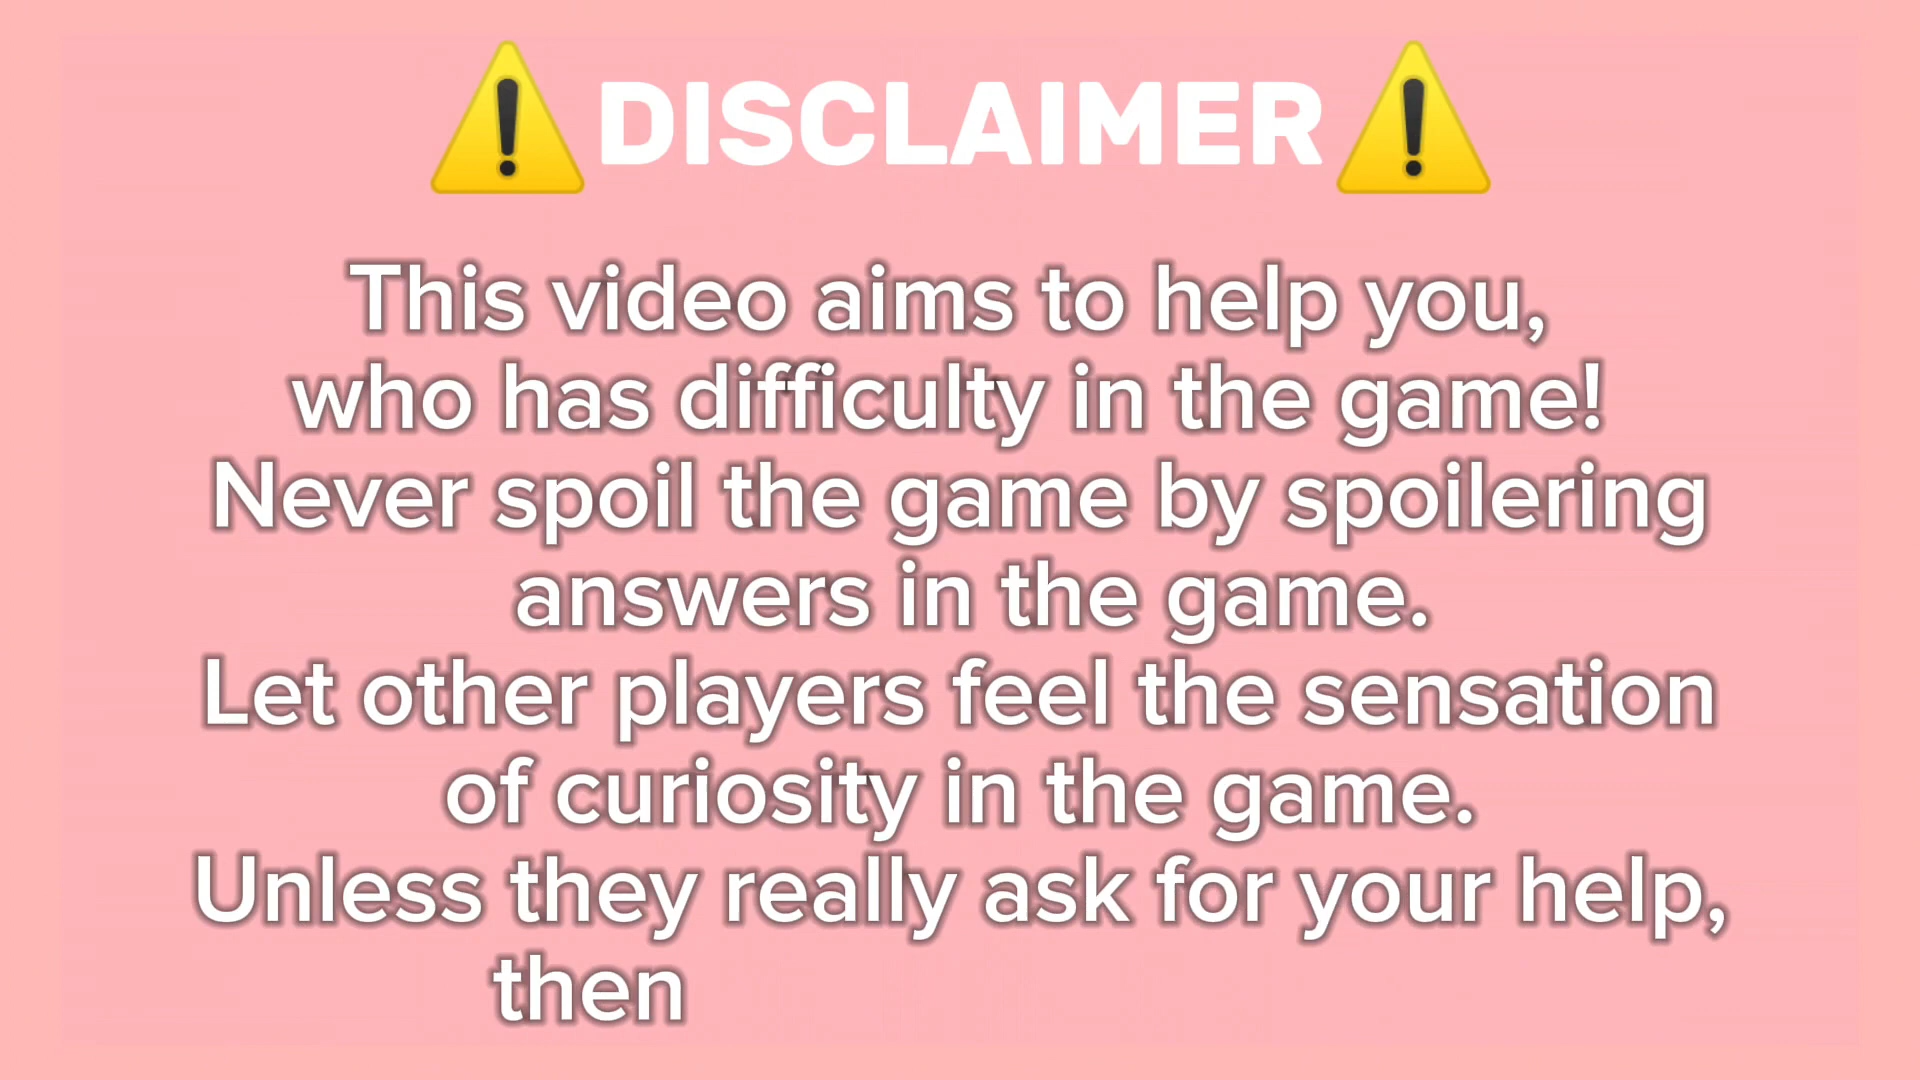 ⚠️DISCLAIMER⚠️
This video aims to help you,
who has difficulty in the game!
Never spoil the game by spoilering
answers in the game.
Let other players feel the sensation
of curiosity in the game.
Unless they really ask for your help,
then